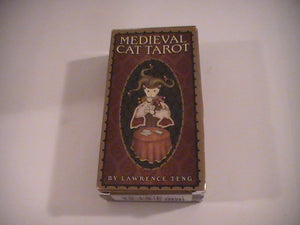 MEDIEVAL
CAT TAROT
BY LAWRENCE TENG